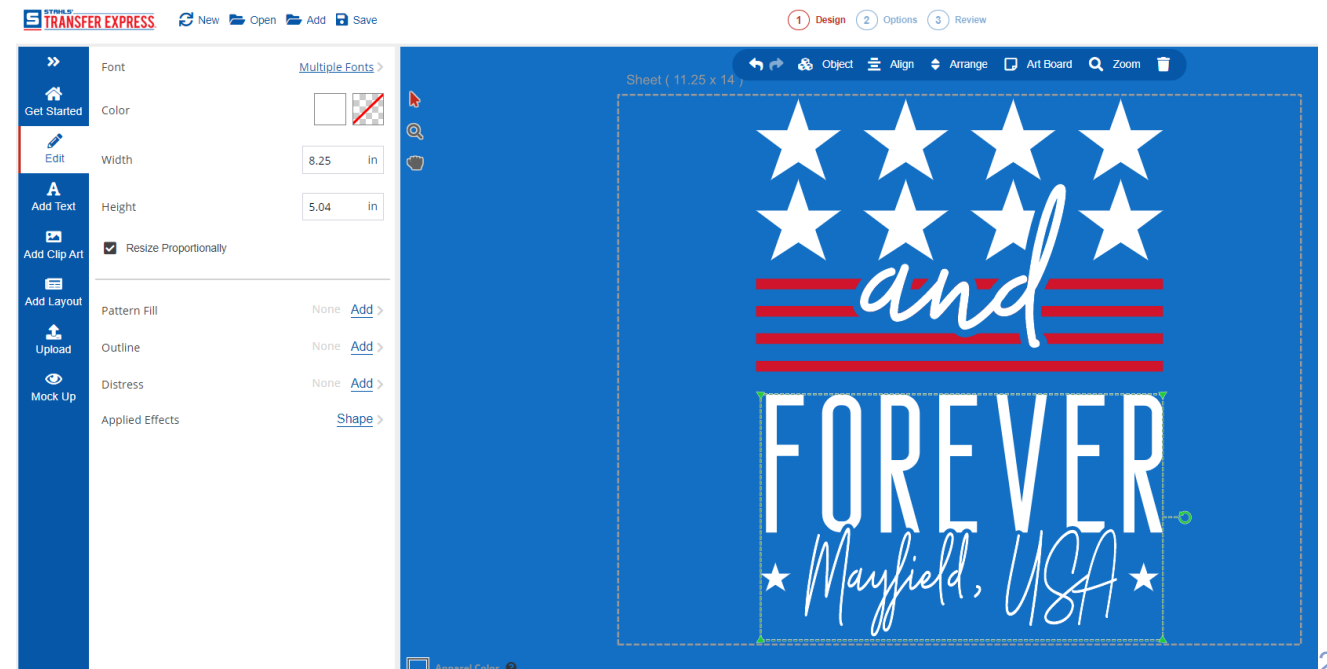 STAHLS'
TRANSFER EXPRESS.
New Open Add Save
1 Design 2 Options 3 Review
Get Started
Edit
Add Text
Add Clip Art
Add Layout
Upload
Mock Up
Font Multiple Fonts
Color
Width 8.25 in
Height 5.04 in
Resize Proportionally
Pattern Fill None Add
Outline None Add
Distress None Add
Applied Effects Shape
Object Align Arrange Art Board Zoom
Sheet ( 11.25 x 14 )
and
FOREVER
Mayfield, USA
Apparel Color ?